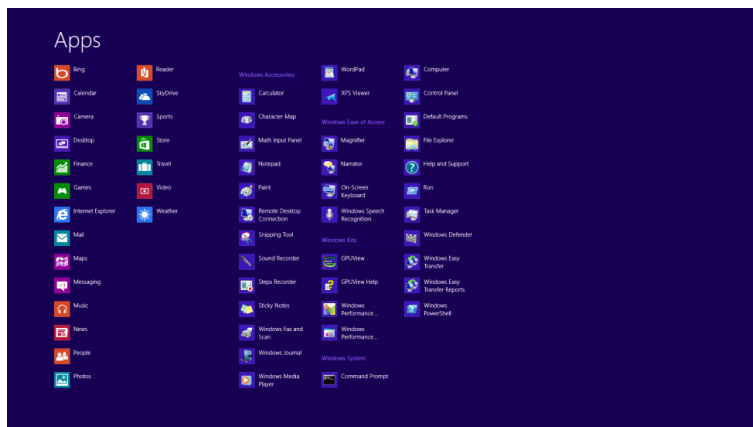 Apps
Bing
Calendar
Camera
Desktop
Finance
Games
Internet Explorer
Mail
Maps
Messaging
Music
News
People
Photos
Reader
SkyDrive
Sports
Store
Travel
Video
Weather
Windows Accessories
Calculator
Character Map
Math Input Panel
Notepad
Paint
Remote Desktop
Connection
Snipping Tool
Sound Recorder
Steps Recorder
Sticky Notes
Windows Fax and
Scan
Windows Journal
Windows Media
Player
WordPad
XPS Viewer
Windows Ease of Access
Magnifier
Narrator
On-Screen
Keyboard
Windows Speech
Recognition
Windows Kits
GPUView
GPUView Help
Windows
Performance...
Windows
Performance...
Windows System
Command Prompt
Computer
Control Panel
Default Programs
File Explorer
Help and Support
Run
Task Manager
Windows Defender
Windows Easy
Transfer
Windows Easy
Transfer Reports
Windows
PowerShell